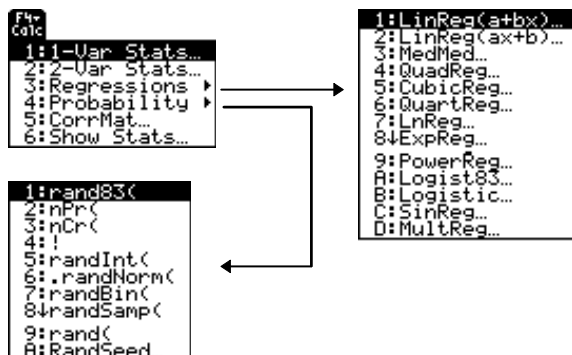 F4▾
Calc
1:1-Var Stats…
2:2-Var Stats…
3:Regressions ▸
4:Probability ▸
5:CorrMat…
6:Show Stats…
1:LinReg(a+bx)…
2:LinReg(ax+b)…
3:MedMed…
4:QuadReg…
5:CubicReg…
6:QuartReg…
7:LnReg…
8↓ExpReg…
9:PowerReg…
A:Logist83…
B:Logistic…
C:SinReg…
D:MultReg…
1:rand83(
2:nPr(
3:nCr(
4:!
5:randInt(
6:.randNorm(
7:randBin(
8↓randSamp(
9:rand(
A:RandSeed